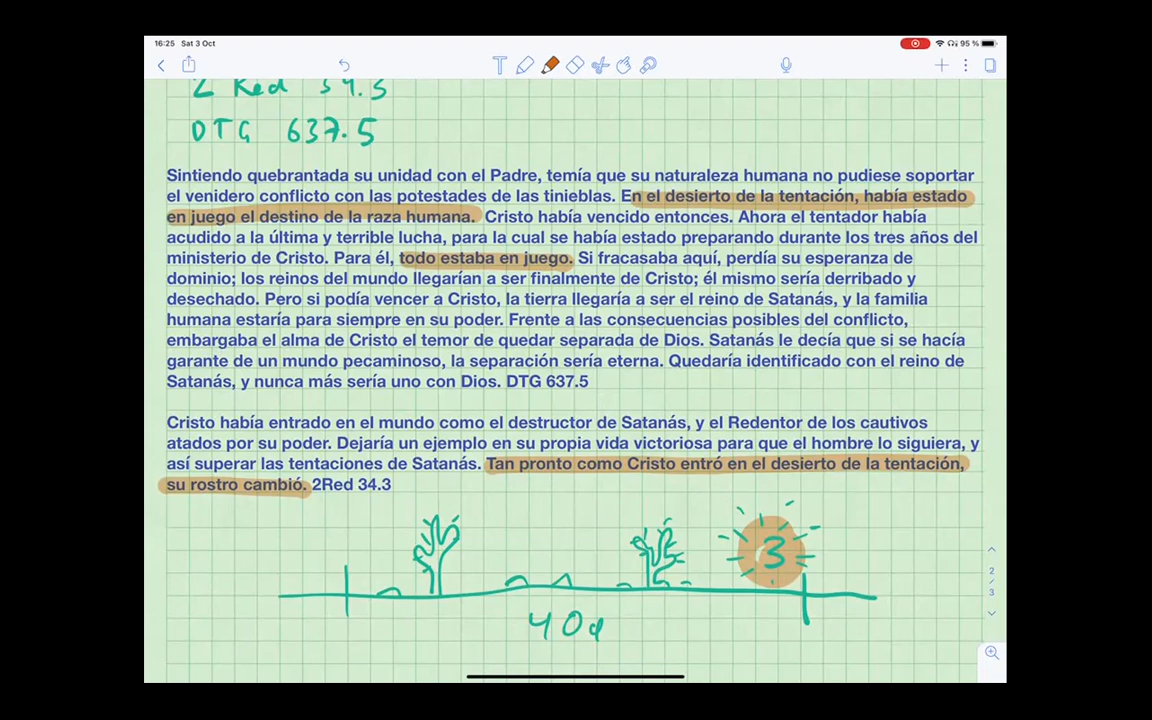 16:25 Sat 3 Oct
95 %
2 Red 34.3
DTG 637.5
Sintiendo quebrantada su unidad con el Padre, temía que su naturaleza humana no pudiese soportar
el venidero conflicto con las potestades de las tinieblas. En el desierto de la tentación, había estado
en juego el destino de la raza humana. Cristo había vencido entonces. Ahora el tentador había
acudido a la última y terrible lucha, para la cual se había estado preparando durante los tres años del
ministerio de Cristo. Para él, todo estaba en juego. Si fracasaba aquí, perdía su esperanza de
dominio; los reinos del mundo llegarían a ser finalmente de Cristo; él mismo sería derribado y
desechado. Pero si podía vencer a Cristo, la tierra llegaría a ser el reino de Satanás, y la familia
humana estaría para siempre en su poder. Frente a las consecuencias posibles del conflicto,
embargaba el alma de Cristo el temor de quedar separada de Dios. Satanás le decía que si se hacía
garante de un mundo pecaminoso, la separación sería eterna. Quedaría identificado con el reino de
Satanás, y nunca más sería uno con Dios. DTG 637.5
Cristo había entrado en el mundo como el destructor de Satanás, y el Redentor de los cautivos
atados por su poder. Dejaría un ejemplo en su propia vida victoriosa para que el hombre lo siguiera, y
así superar las tentaciones de Satanás. Tan pronto como Cristo entró en el desierto de la tentación,
su rostro cambió. 2Red 34.3
3
40d
2
/
3